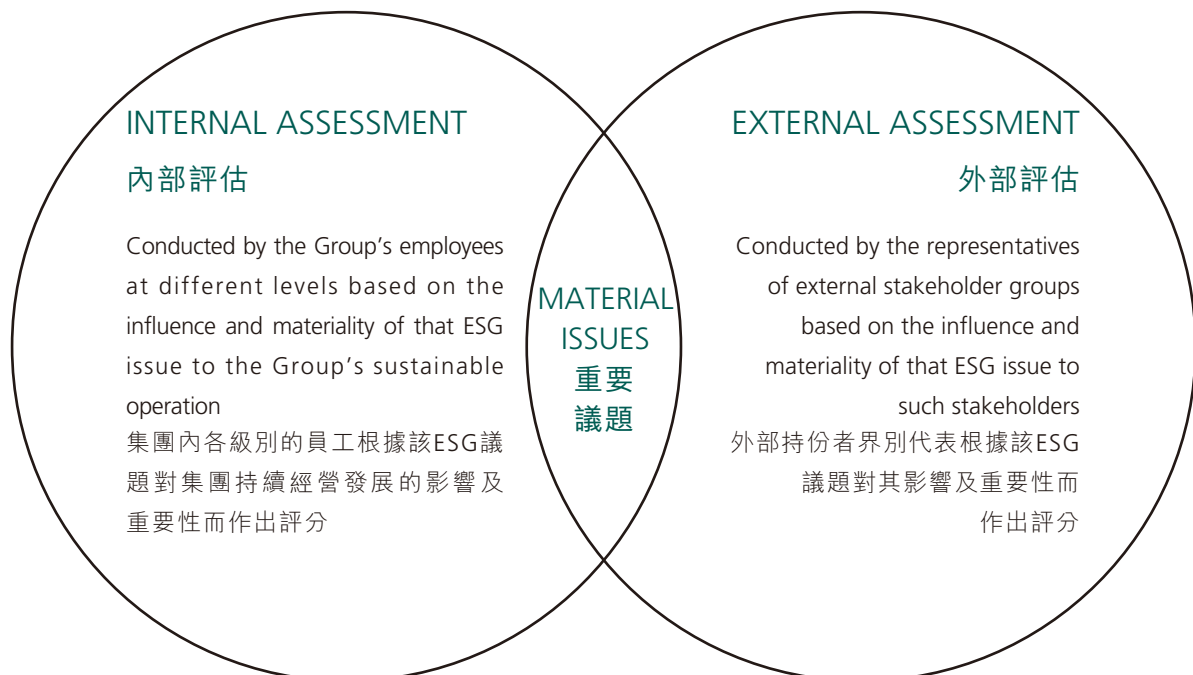 INTERNAL ASSESSMENT
內部評估
Conducted by the Group's employees
at different levels based on the
influence and materiality of that ESG
issue to the Group's sustainable
operation
集團內各級別的員工根據該ESG議
題對集團持續經營發展的影響及
重要性而作出評分
MATERIAL
ISSUES
重要
議題
EXTERNAL ASSESSMENT
外部評估
Conducted by the representatives
of external stakeholder groups
based on the influence and
materiality of that ESG issue to
such stakeholders
外部持份者界別代表根據該ESG
議題對其影響及重要性而
作出評分